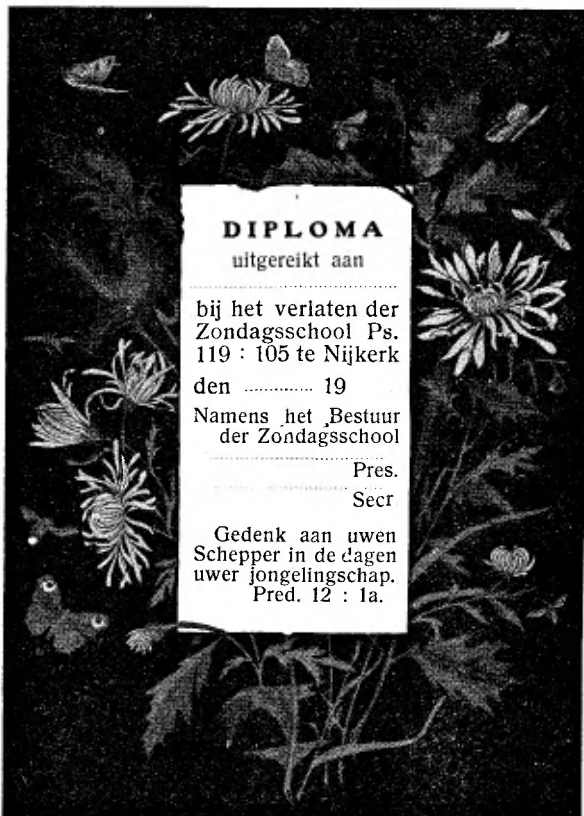 DIPLOMA
uitgereikt aan
bij het verlaten der
Zondagsschool Ps.
119 : 105 te Nijkerk
den ............. 19
Namens het Bestuur
der Zondagsschool
Pres.
Secr
Gedenk aan uwen
Schepper in de dagen
uwer jongelingschap.
Pred. 12 : 1a.